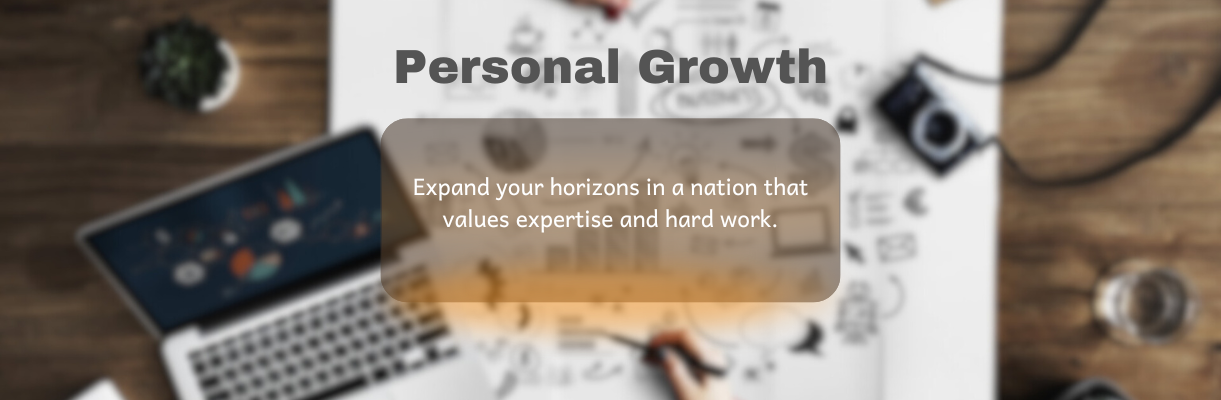 Personal Growth
Expand your horizons in a nation that
values expertise and hard work.